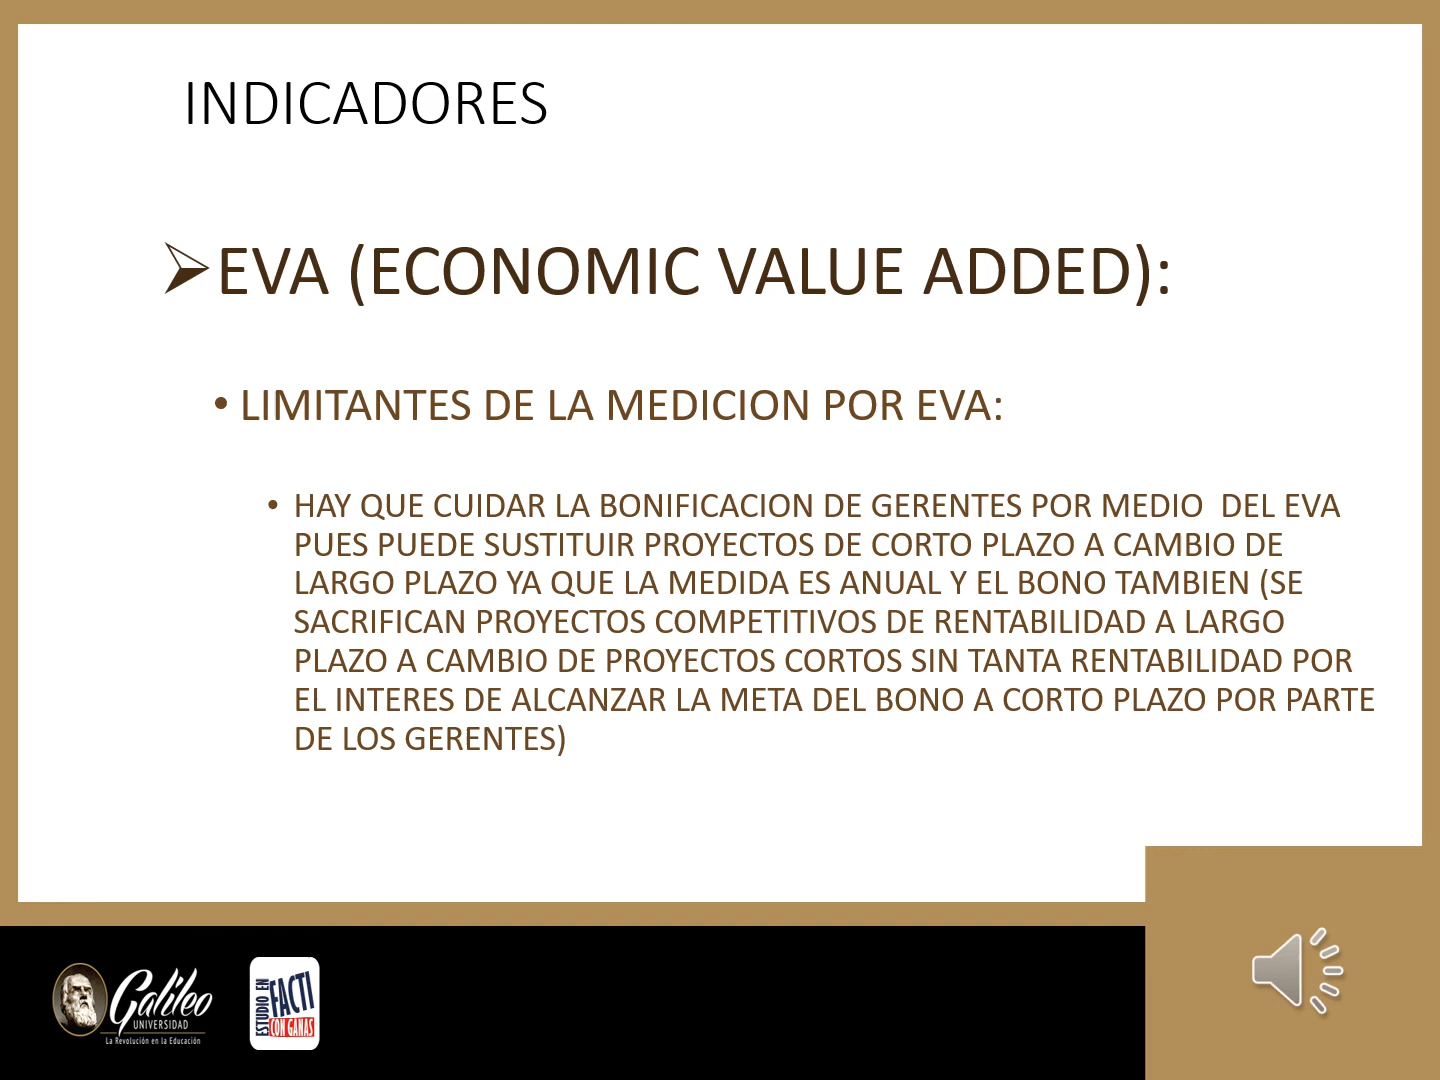 INDICADORES
EVA (ECONOMIC VALUE ADDED):
• LIMITANTES DE LA MEDICION POR EVA:
• HAY QUE CUIDAR LA BONIFICACION DE GERENTES POR MEDIO DEL EVA
PUES PUEDE SUSTITUIR PROYECTOS DE CORTO PLAZO A CAMBIO DE
LARGO PLAZO YA QUE LA MEDIDA ES ANUAL Y EL BONO TAMBIEN (SE
SACRIFICAN PROYECTOS COMPETITIVOS DE RENTABILIDAD A LARGO
PLAZO A CAMBIO DE PROYECTOS CORTOS SIN TANTA RENTABILIDAD POR
EL INTERES DE ALCANZAR LA META DEL BONO A CORTO PLAZO POR PARTE
DE LOS GERENTES)
Galileo
UNIVERSIDAD
La Revolución en la Educación
ESTUDIO EN
FACTI
CON GANAS